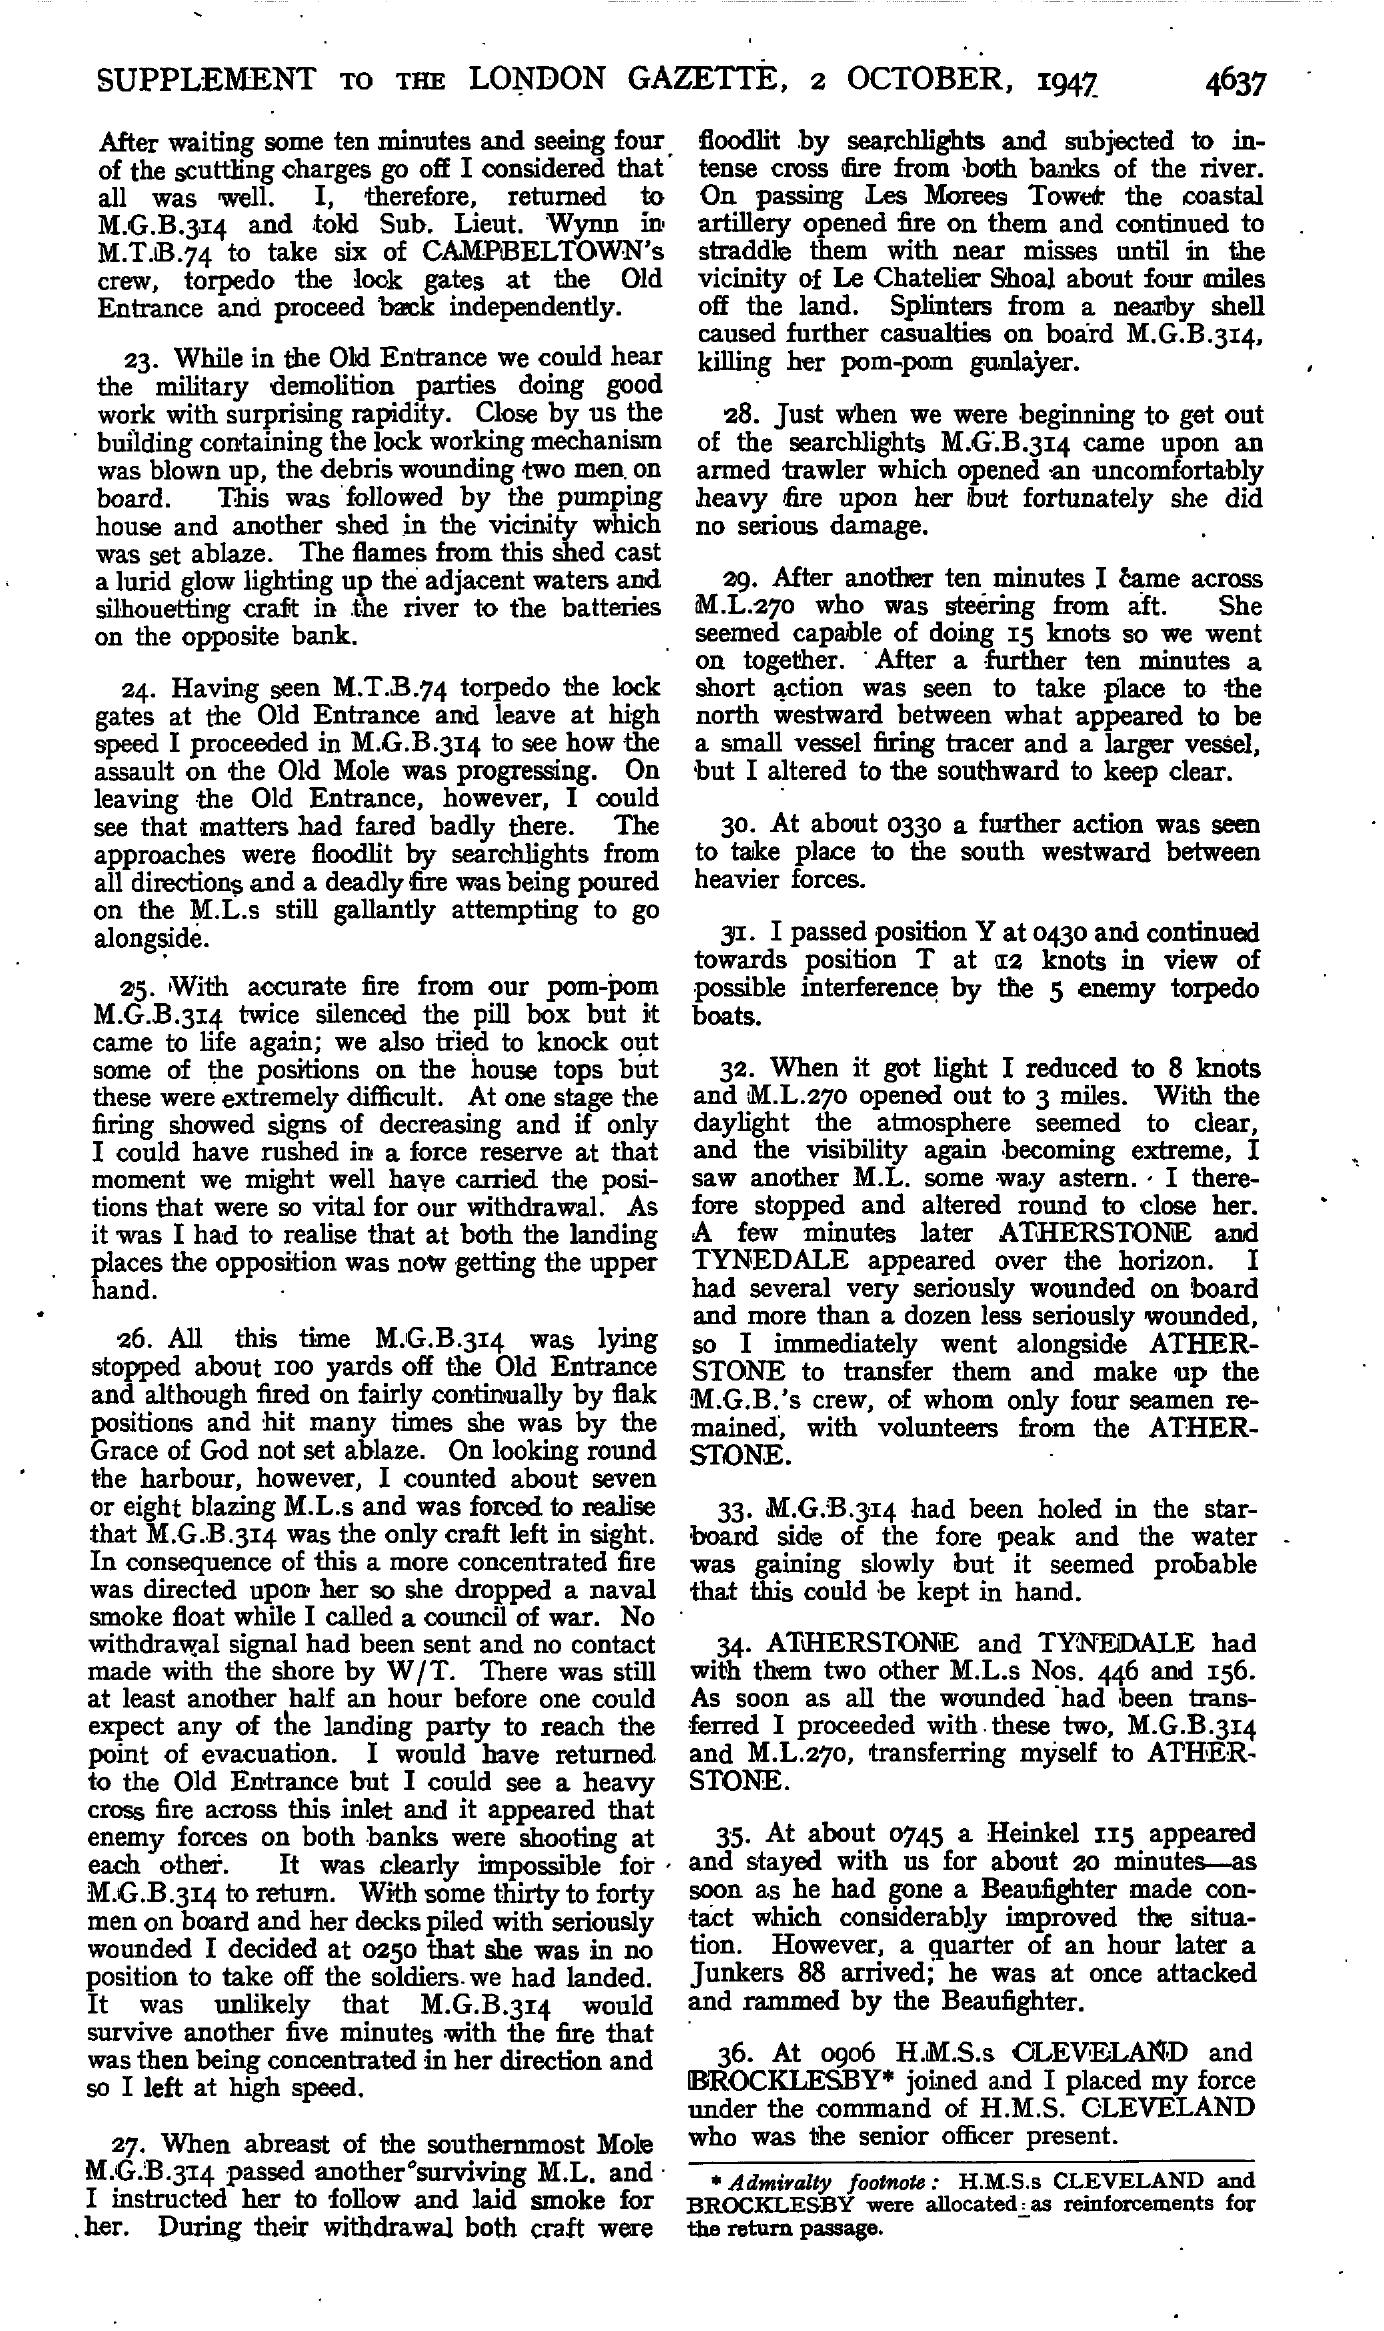 SUPPLEMENT TO THE LONDON GAZETTE, 2 OCTOBER, 1947 4637
After waiting some ten minutes and seeing four
of the scuttling charges go off I considered that
all was well. I, therefore, returned to
M.G.B.314 and told Sub. Lieut. Wynn in
M.T.B.74 to take six of CAMPBELTOWN's
crew, torpedo the lock gates at the Old
Entrance and proceed back independently.
23. While in the Old Entrance we could hear
the military demolition parties doing good
work with surprising rapidity. Close by us the
building containing the lock working mechanism
was blown up, the debris wounding two men on
board. This was followed by the pumping
house and another shed in the vicinity which
was set ablaze. The flames from this shed cast
a lurid glow lighting up the adjacent waters and
silhouetting craft in the river to the batteries
on the opposite bank.
24. Having seen M.T.B.74 torpedo the lock
gates at the Old Entrance and leave at high
speed I proceeded in M.G.B.314 to see how the
assault on the Old Mole was progressing. On
leaving the Old Entrance, however, I could
see that matters had fared badly there. The
approaches were floodlit by searchlights from
all directions and a deadly fire was being poured
on the M.L.s still gallantly attempting to go
alongside.
25. With accurate fire from our pom-pom
M.G.B.314 twice silenced the pill box but it
came to life again; we also tried to knock out
some of the positions on the house tops but
these were extremely difficult. At one stage the
firing showed signs of decreasing and if only
I could have rushed in a force reserve at that
moment we might well have carried the posi-
tions that were so vital for our withdrawal. As
it was I had to realise that at both the landing
places the opposition was now getting the upper
hand.
26. All this time M.G.B.314 was lying
stopped about 100 yards off the Old Entrance
and although fired on fairly continually by flak
positions and hit many times she was by the
Grace of God not set ablaze. On looking round
the harbour, however, I counted about seven
or eight blazing M.L.s and was forced to realise
that M.G.B.314 was the only craft left in sight.
In consequence of this a more concentrated fire
was directed upon her so she dropped a naval
smoke float while I called a council of war. No
withdrawal signal had been sent and no contact
made with the shore by W/T. There was still
at least another half an hour before one could
expect any of the landing party to reach the
point of evacuation. I would have returned
to the Old Entrance but I could see a heavy
cross fire across this inlet and it appeared that
enemy forces on both banks were shooting at
each other. It was clearly impossible for
M.G.B.314 to return. With some thirty to forty
men on board and her decks piled with seriously
wounded I decided at 0250 that she was in no
position to take off the soldiers we had landed.
It was unlikely that M.G.B.314 would
survive another five minutes with the fire that
was then being concentrated in her direction and
so I left at high speed.
27. When abreast of the southernmost Mole
M.G.B.314 passed another surviving M.L. and
I instructed her to follow and laid smoke for
her. During their withdrawal both craft were
floodlit by searchlights and subjected to in-
tense cross fire from both banks of the river.
On passing Les Morees Tower the coastal
artillery opened fire on them and continued to
straddle them with near misses until in the
vicinity of Le Chatelier Shoal about four miles
off the land. Splinters from a nearby shell
caused further casualties on board M.G.B.314,
killing her pom-pom gunlayer.
28. Just when we were beginning to get out
of the searchlights M.G.B.314 came upon an
armed trawler which opened an uncomfortably
heavy fire upon her but fortunately she did
no serious damage.
29. After another ten minutes I came across
M.L.270 who was steering from aft. She
seemed capable of doing 15 knots so we went
on together. After a further ten minutes a
short action was seen to take place to the
north westward between what appeared to be
a small vessel firing tracer and a larger vessel,
but I altered to the southward to keep clear.
30. At about 0330 a further action was seen
to take place to the south westward between
heavier forces.
31. I passed position Y at 0430 and continued
towards position T at 12 knots in view of
possible interference by the 5 enemy torpedo
boats.
32. When it got light I reduced to 8 knots
and M.L.270 opened out to 3 miles. With the
daylight the atmosphere seemed to clear,
and the visibility again becoming extreme, I
saw another M.L. some way astern. I there-
fore stopped and altered round to close her.
A few minutes later ATHERSTONE and
TYNEDALE appeared over the horizon. I
had several very seriously wounded on board
and more than a dozen less seriously wounded,
so I immediately went alongside ATHER-
STONE to transfer them and make up the
M.G.B.'s crew, of whom only four seamen re-
mained, with volunteers from the ATHER-
STONE.
33. M.G.B.314 had been holed in the star-
board side of the fore peak and the water
was gaining slowly but it seemed probable
that this could be kept in hand.
34. ATHERSTONE and TYNEDALE had
with them two other M.L.s Nos. 446 and 156.
As soon as all the wounded had been trans-
ferred I proceeded with these two, M.G.B.314
and M.L.270, transferring myself to ATHER-
STONE.
35. At about 0745 a Heinkel 115 appeared
and stayed with us for about 20 minutes—as
soon as he had gone a Beaufighter made con-
tact which considerably improved the situa-
tion. However, a quarter of an hour later a
Junkers 88 arrived; he was at once attacked
and rammed by the Beaufighter.
36. At 0906 H.M.S.s CLEVELAND and
BROCKLESBY* joined and I placed my force
under the command of H.M.S. CLEVELAND
who was the senior officer present.
* Admiralty footnote: H.M.S.s CLEVELAND and
BROCKLESBY were allocated as reinforcements for
the return passage.